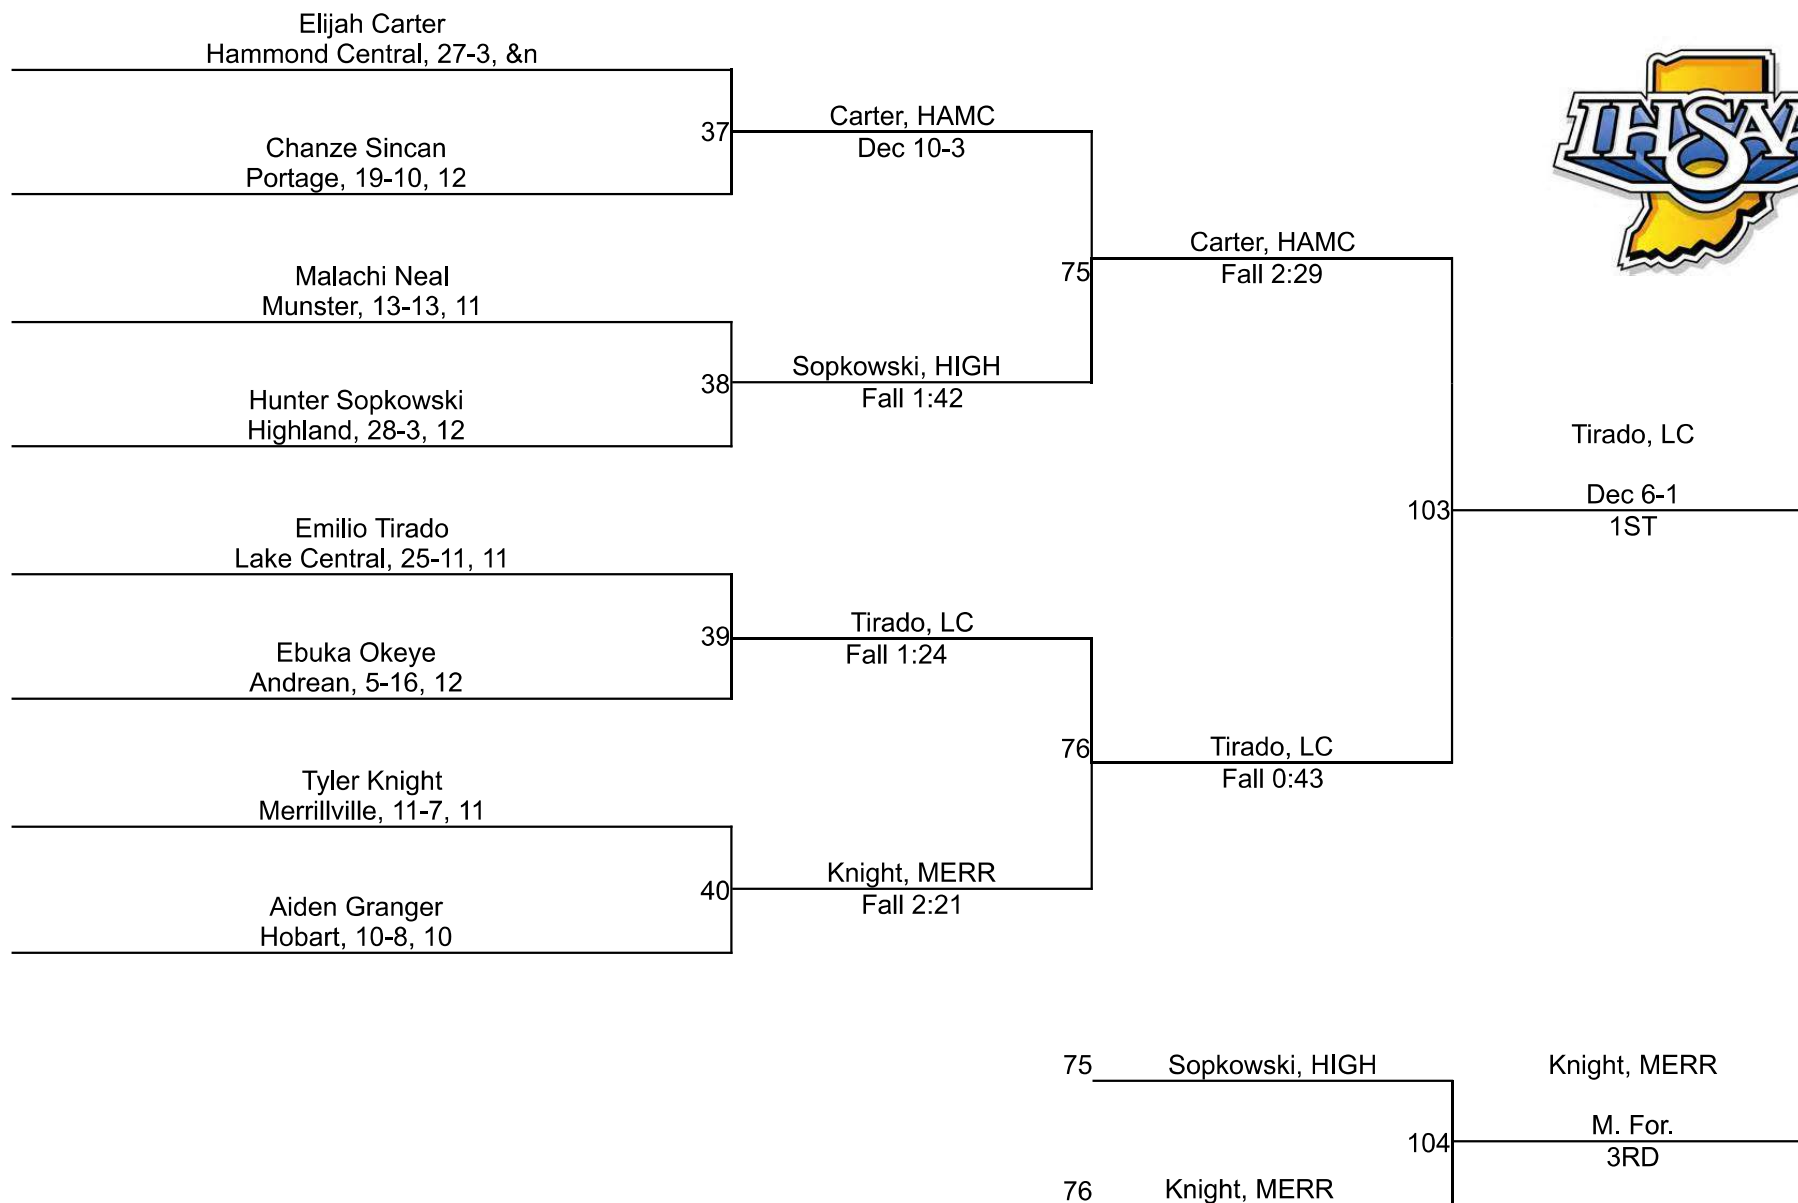 Elijah Carter
Hammond Central, 27-3, &n
37
Carter, HAMC
Dec 10-3
Chanze Sincan
Portage, 19-10, 12
75
Carter, HAMC
Fall 2:29
Malachi Neal
Munster, 13-13, 11
38
Sopkowski, HIGH
Fall 1:42
Hunter Sopkowski
Highland, 28-3, 12
103
Tirado, LC
Dec 6-1
1ST
Emilio Tirado
Lake Central, 25-11, 11
39
Tirado, LC
Fall 1:24
Ebuka Okeye
Andrean, 5-16, 12
76
Tirado, LC
Fall 0:43
Tyler Knight
Merrillville, 11-7, 11
40
Knight, MERR
Fall 2:21
Aiden Granger
Hobart, 10-8, 10
75 Sopkowski, HIGH
104
Knight, MERR
M. For.
3RD
76 Knight, MERR
IHSAA